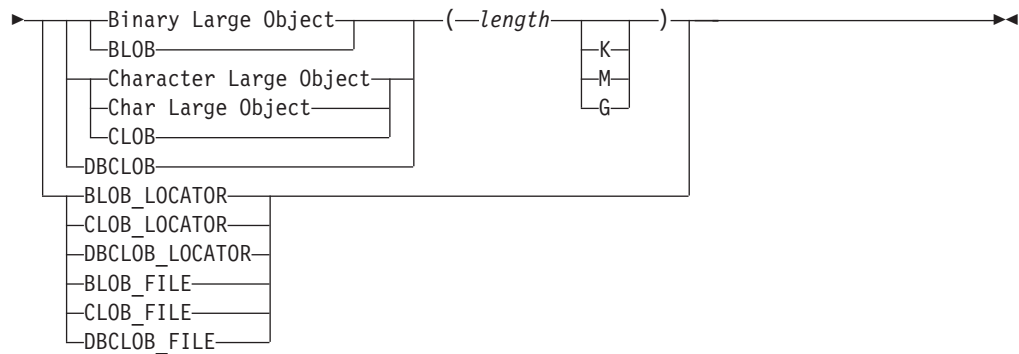 Binary Large Object ( length )
BLOB K
Character Large Object M
Char Large Object G
CLOB
DBCLOB
BLOB_LOCATOR
CLOB_LOCATOR
DBCLOB_LOCATOR
BLOB_FILE
CLOB_FILE
DBCLOB_FILE